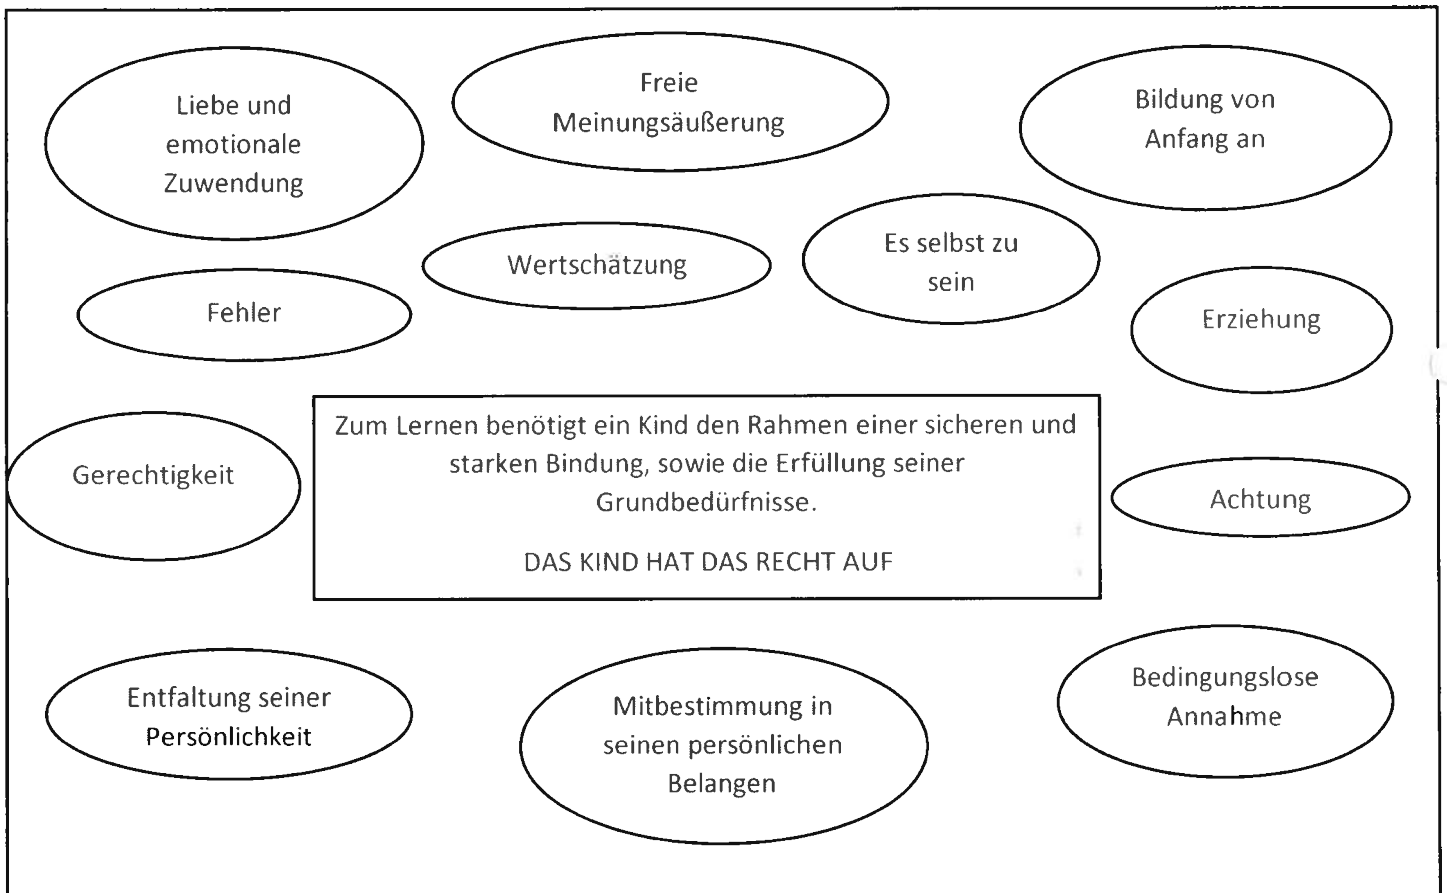 Liebe und
emotionale
Zuwendung
Freie
Meinungsäußerung
Bildung von
Anfang an
Wertschätzung
Es selbst zu
sein
Fehler
Erziehung
Gerechtigkeit
Zum Lernen benötigt ein Kind den Rahmen einer sicheren und
starken Bindung, sowie die Erfüllung seiner
Grundbedürfnisse.
DAS KIND HAT DAS RECHT AUF
Achtung
Entfaltung seiner
Persönlichkeit
Mitbestimmung in
seinen persönlichen
Belangen
Bedingungslose
Annahme